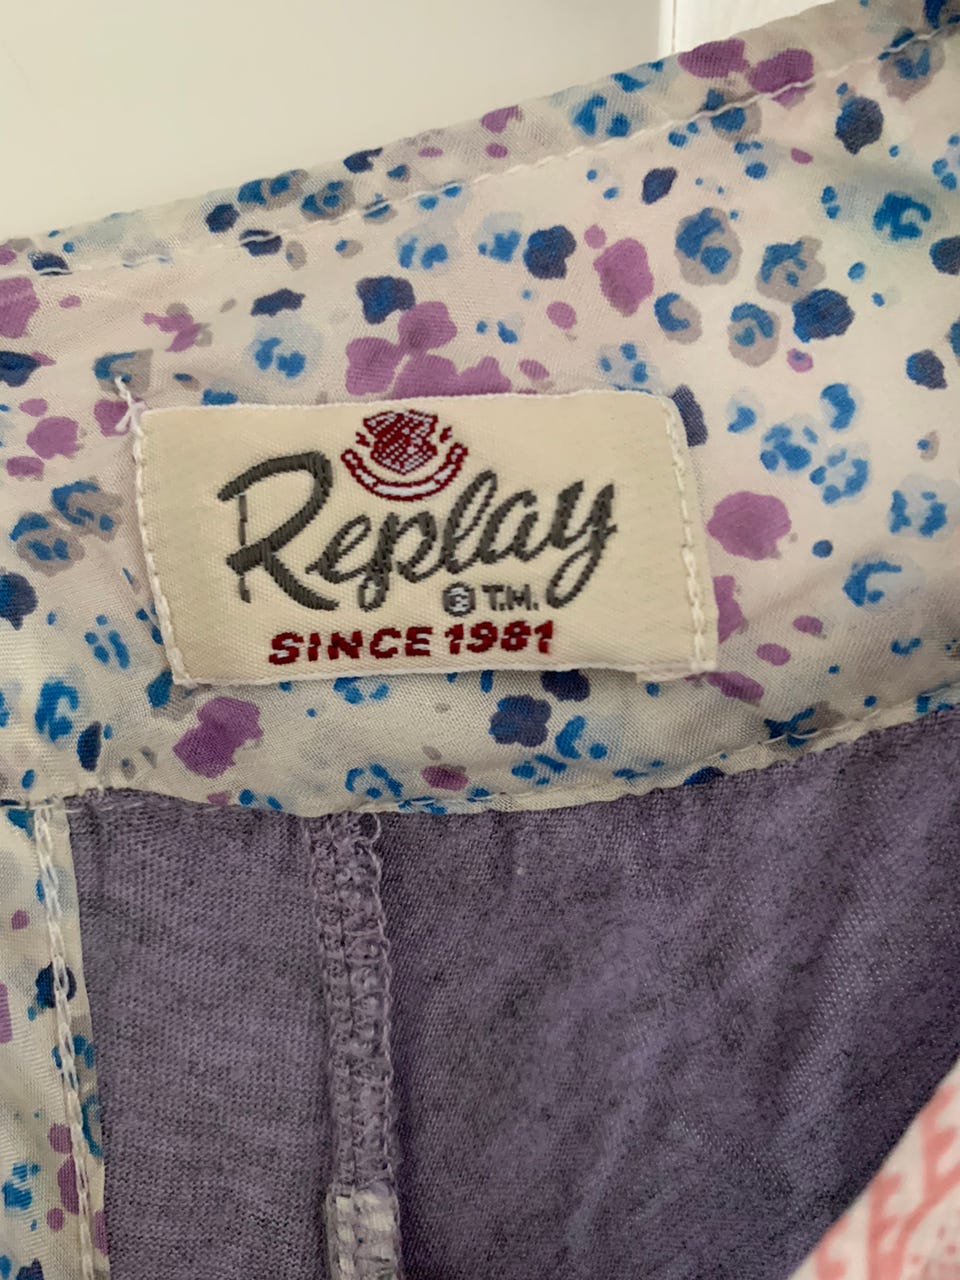 Replay
® T.M.
SINCE 1981